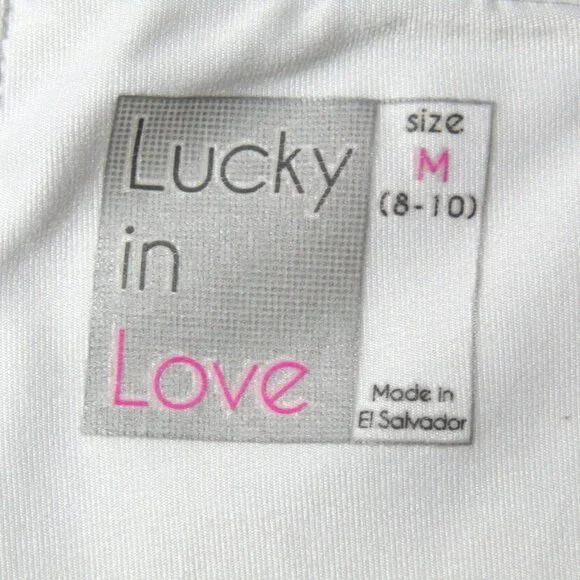 Lucky
in
Love
size
M
(8-10)
Made in
El Salvador